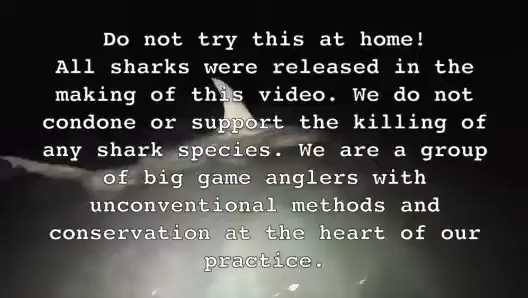 Do not try this at home!
All sharks were released in the
making of this video. We do not
condone or support the killing of
any shark species. We are a group
of big game anglers with
unconventional methods and
conservation at the heart of our
practice.